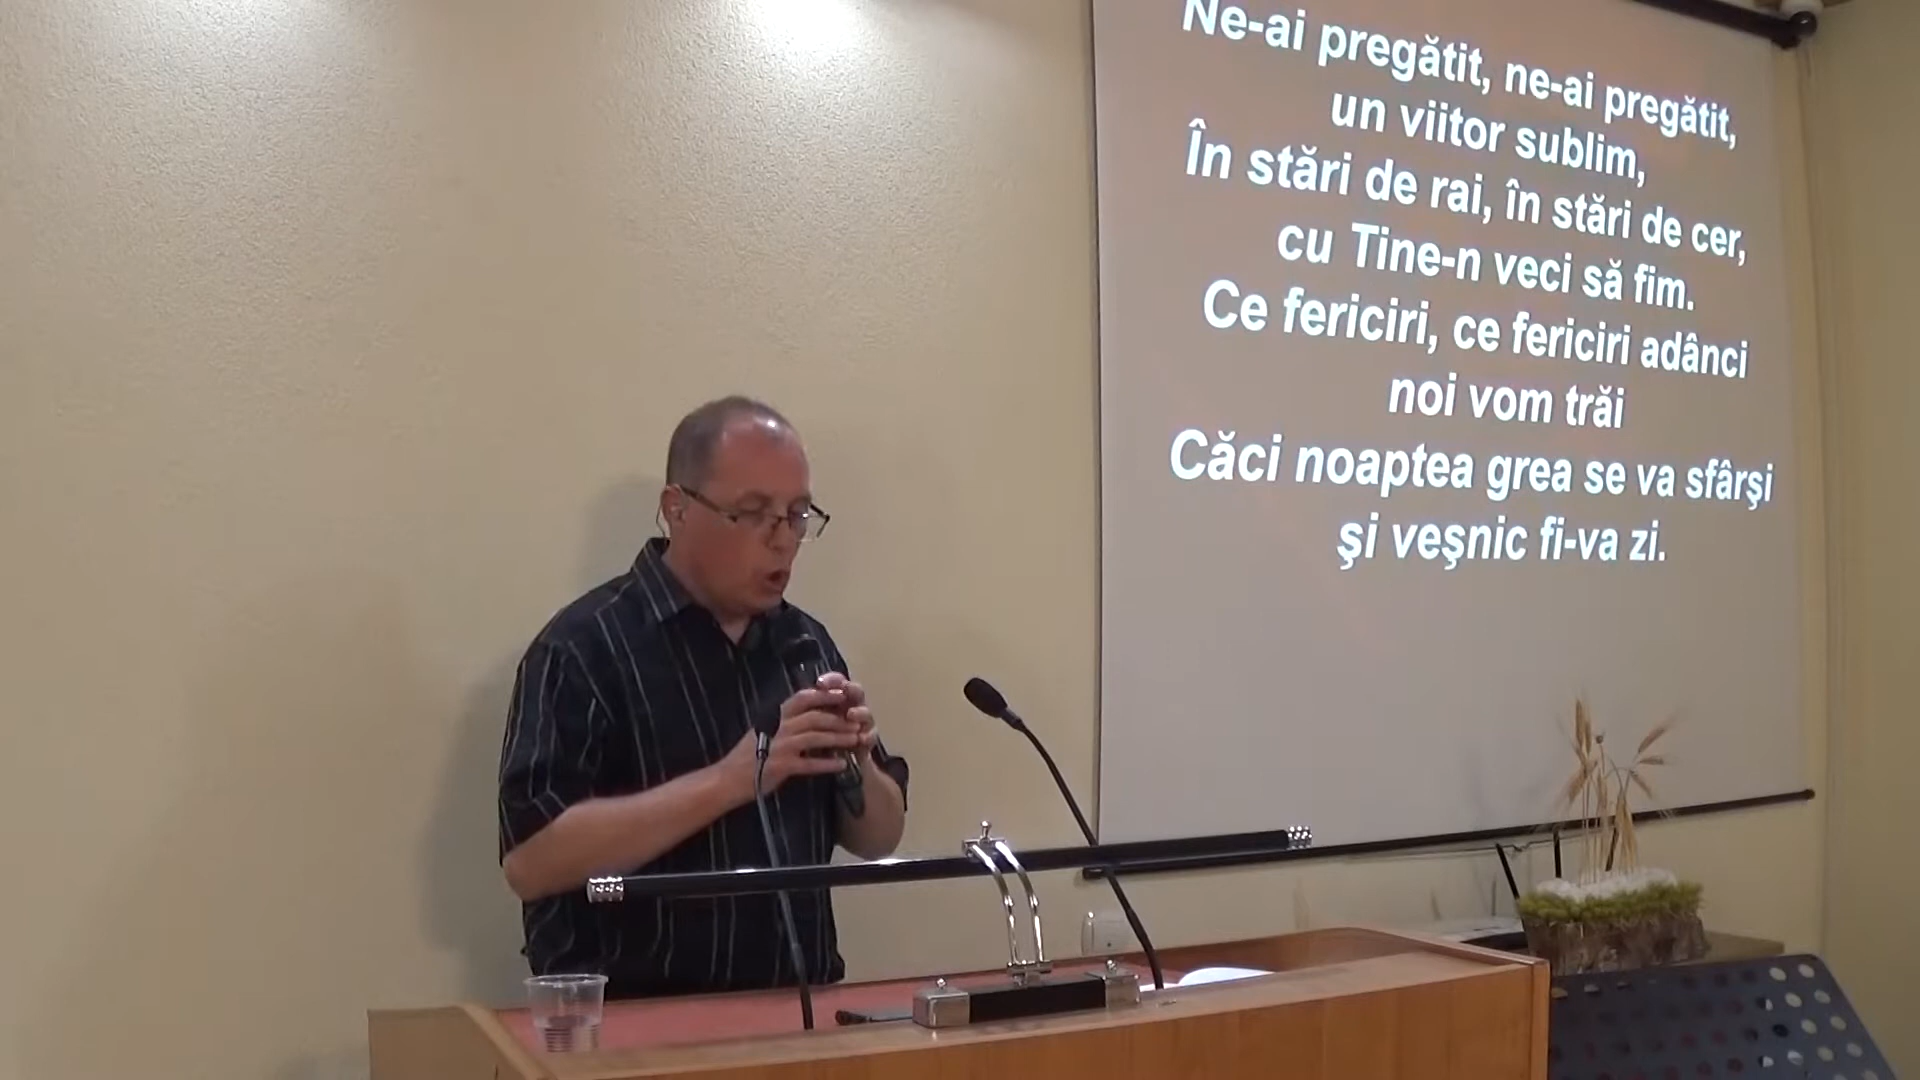 Ne-ai pregătit, ne-ai pregătit,
un viitor sublim,
În stări de rai, în stări de cer,
cu Tine-n veci să fim.
Ce fericiri, ce fericiri adânci
noi vom trăi
Căci noaptea grea se va sfârşi
şi veşnic fi-va zi.